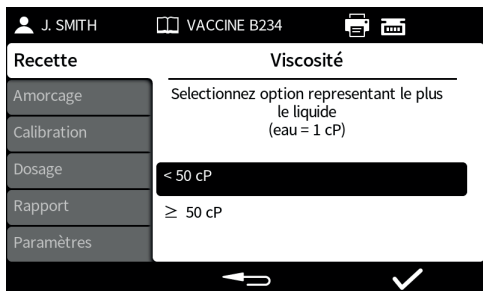 J. SMITH
VACCINE B234
Recette
Amorcage
Calibration
Dosage
Rapport
Paramètres
Viscosité
Selectionnez option representant le plus
le liquide
(eau = 1 cP)
< 50 cP
≥ 50 cP